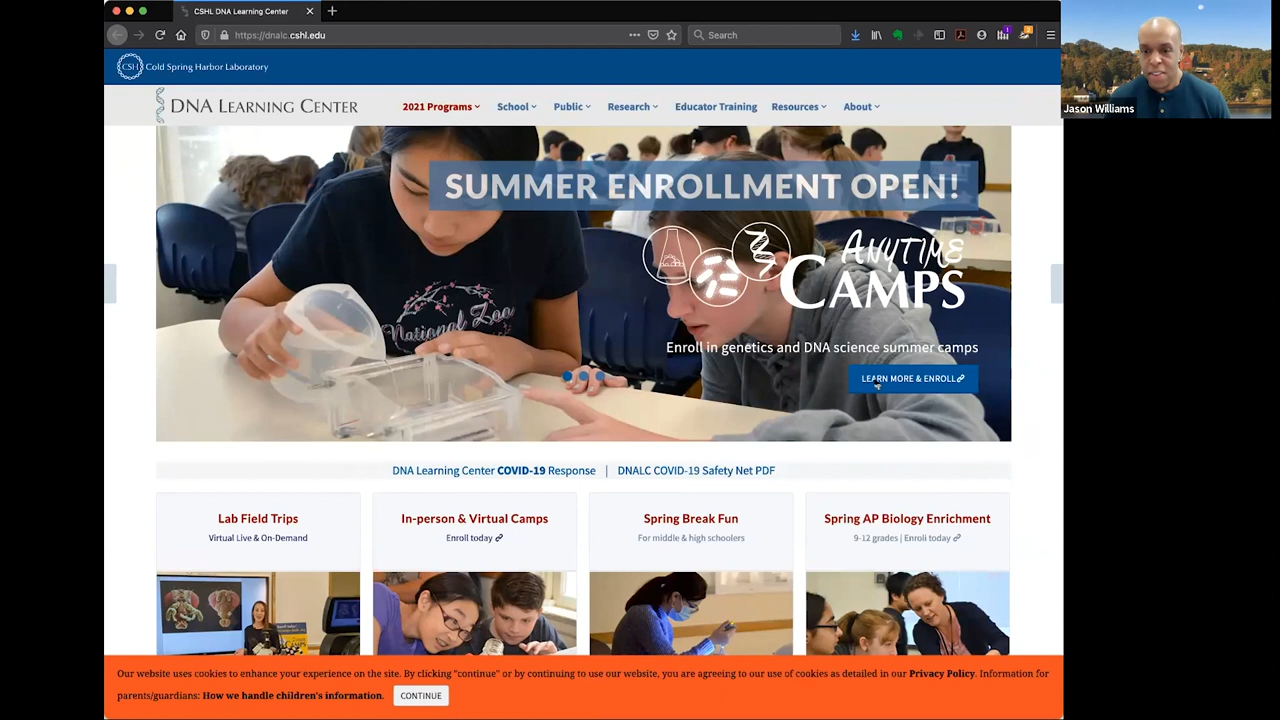 CSHL DNA Learning Center
https://dnalc.cshl.edu
Search
Jason Williams
CSH Cold Spring Harbor Laboratory
DNA LEARNING CENTER
2021 Programs School Public Research Educator Training Resources About
SUMMER ENROLLMENT OPEN!
ANYTIME
CAMPS
National Zoo
Enroll in genetics and DNA science summer camps
LEARN MORE & ENROLL
DNA Learning Center COVID-19 Response | DNALC COVID-19 Safety Net PDF
Lab Field Trips
Virtual Live & On-Demand
In-person & Virtual Camps
Enroll today
Spring Break Fun
For middle & high schoolers
Spring AP Biology Enrichment
9-12 grades | Enroll today
CAMPS
Our website uses cookies to enhance your experience on the site. By clicking "continue" or by continuing to use our website, you are agreeing to our use of cookies as detailed in our Privacy Policy. Information for
parents/guardians: How we handle children's information.
CONTINUE